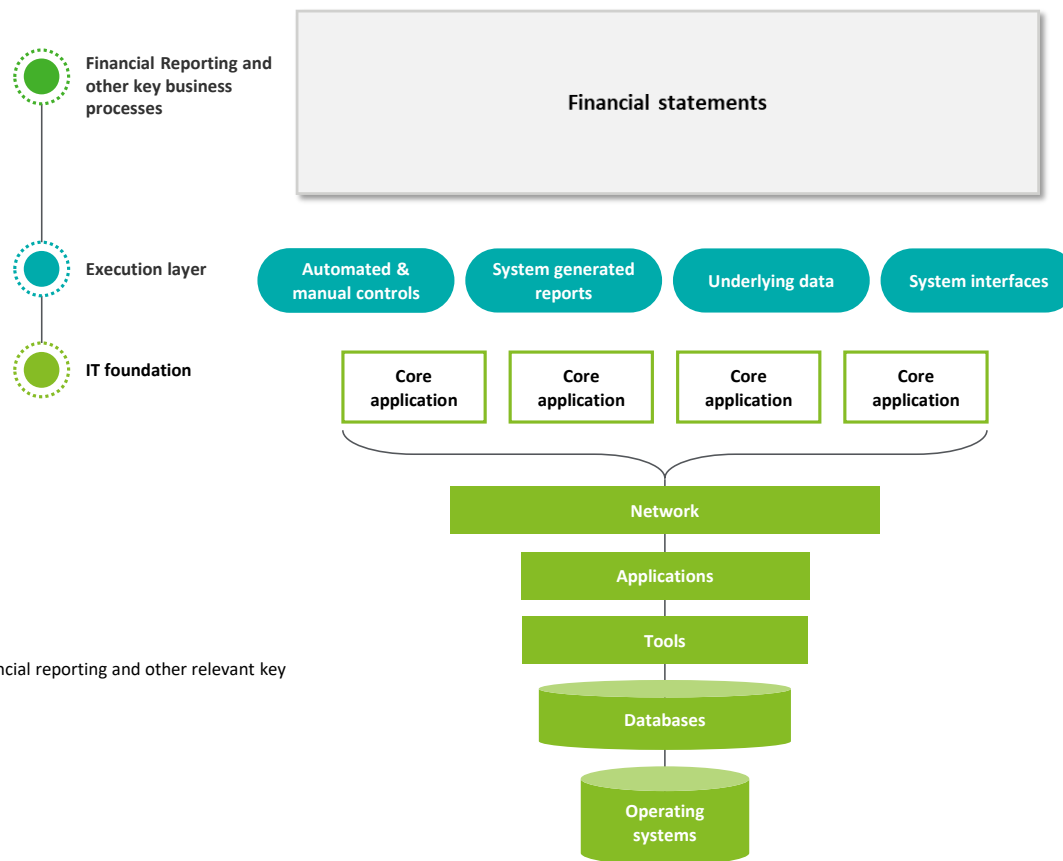 Financial Reporting and
other key business
processes
Financial statements
Execution layer
Automated &
manual controls
System generated
reports
Underlying data
System interfaces
IT foundation
Core
application
Core
application
Core
application
Core
application
Network
Applications
Tools
ncial reporting and other relevant key
Databases
Operating
systems